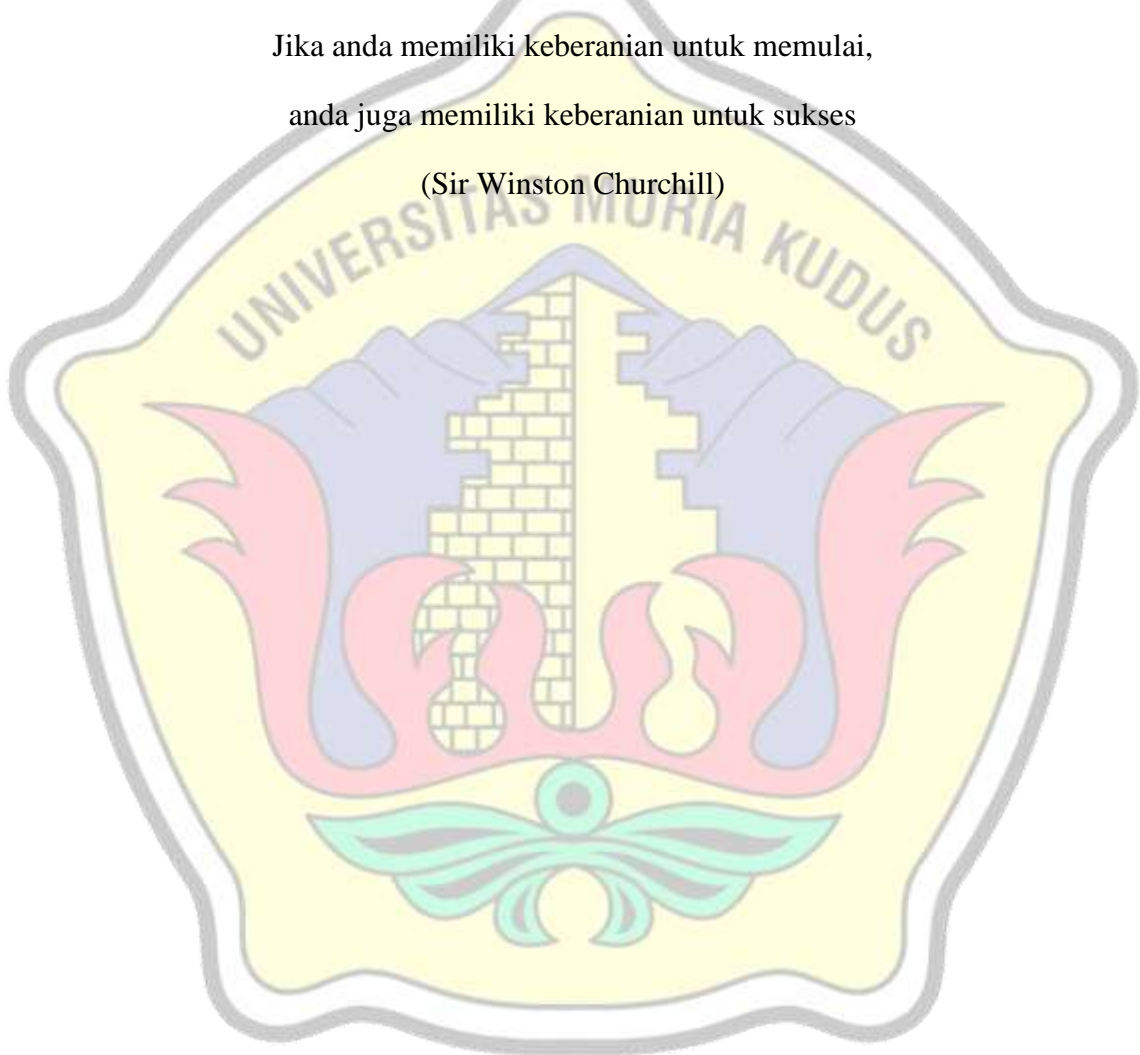 Jika anda memiliki keberanian untuk memulai,
anda juga memiliki keberanian untuk sukses
(Sir Winston Churchill)
UNIVERSITAS MURIA KUDUS